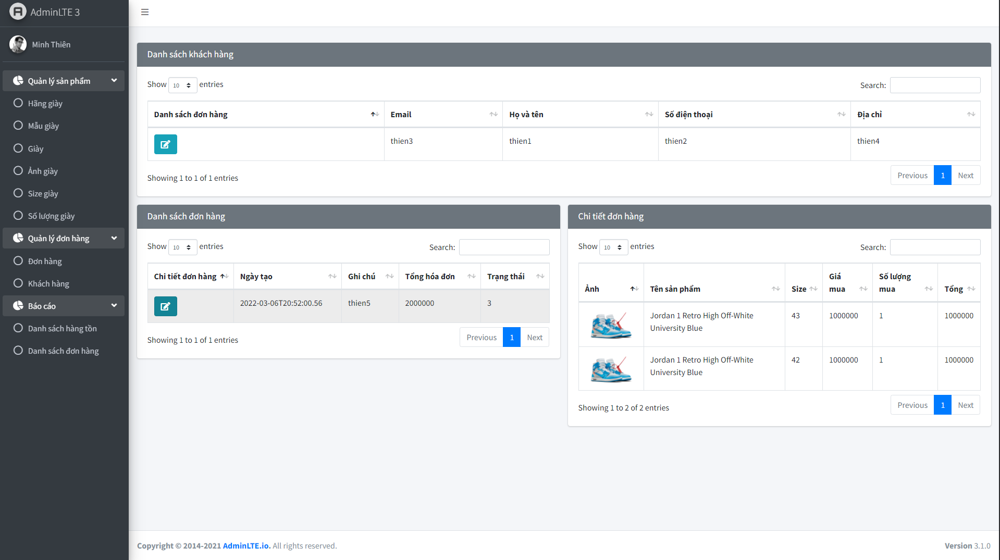 AdminLTE 3
Minh Thiên
Quản lý sản phẩm
Hãng giày
Mẫu giày
Giày
Ảnh giày
Size giày
Số lượng giày
Quản lý đơn hàng
Đơn hàng
Khách hàng
Báo cáo
Danh sách hàng tồn
Danh sách đơn hàng
Danh sách khách hàng
Show 10 entries
Search:
Danh sách đơn hàng Email Họ và tên Số điện thoại Địa chỉ
thien3 thien1 thien2 thien4
Showing 1 to 1 of 1 entries
Previous 1 Next
Danh sách đơn hàng
Show 10 entries
Search:
Chi tiết đơn hàng Ngày tạo Ghi chú Tổng hóa đơn Trạng thái
2022-03-06T20:52:00.56 thien5 2000000 3
Showing 1 to 1 of 1 entries
Previous 1 Next
Chi tiết đơn hàng
Show 10 entries
Search:
Ảnh Tên sản phẩm Size Giá mua Số lượng mua Tổng
Jordan 1 Retro High Off-White 43 1000000 1 1000000
University Blue
Jordan 1 Retro High Off-White 42 1000000 1 1000000
University Blue
Showing 1 to 2 of 2 entries
Previous 1 Next
Copyright © 2014-2021 AdminLTE.io. All rights reserved.
Version 3.1.0